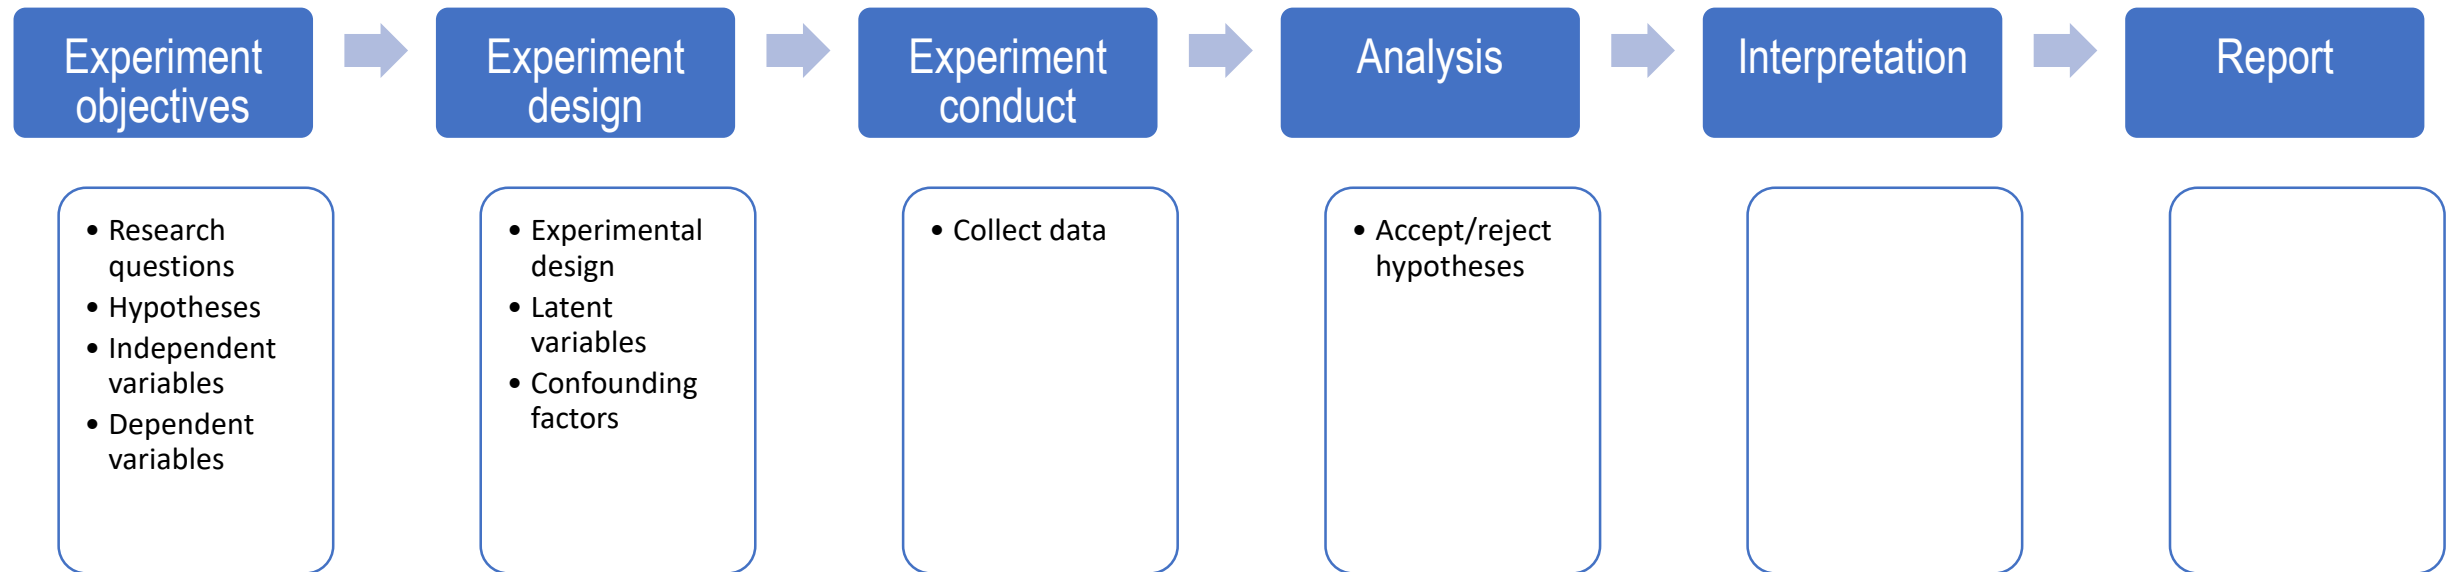 Experiment
objectives
Experiment
design
Experiment
conduct
Analysis
Interpretation
Report
• Research
questions
• Hypotheses
• Independent
variables
• Dependent
variables
• Experimental
design
• Latent
variables
• Confounding
factors
• Collect data
• Accept/reject
hypotheses